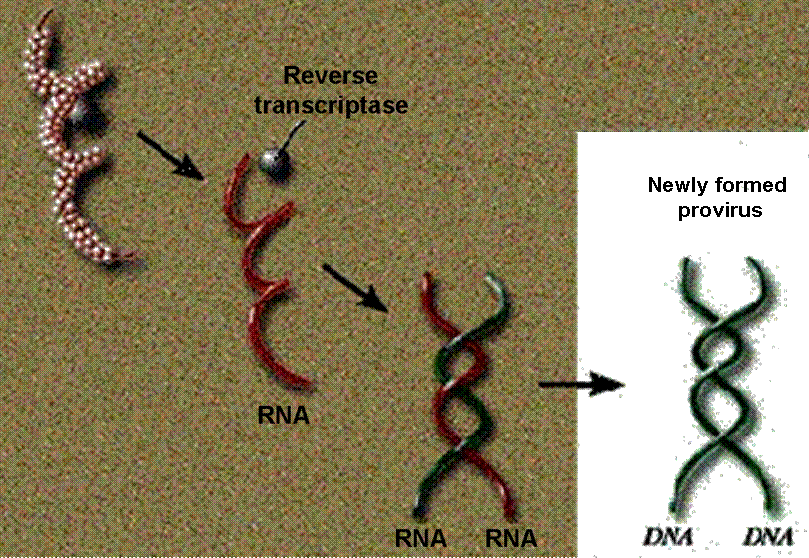 Reverse
transcriptase
Newly formed
provirus
RNA
RNA RNA
DNA DNA